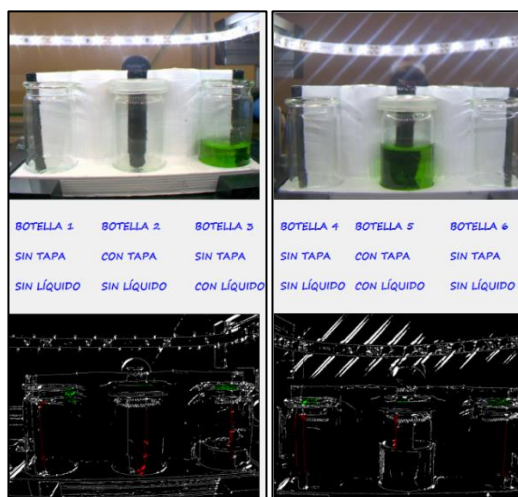 BOTELLA 1 BOTELLA 2 BOTELLA 3
SIN TAPA CON TAPA SIN TAPA
SIN LÍQUIDO SIN LÍQUIDO CON LÍQUIDO
BOTELLA 4 BOTELLA 5 BOTELLA 6
SIN TAPA CON TAPA SIN TAPA
SIN LÍQUIDO CON LÍQUIDO SIN LÍQUIDO